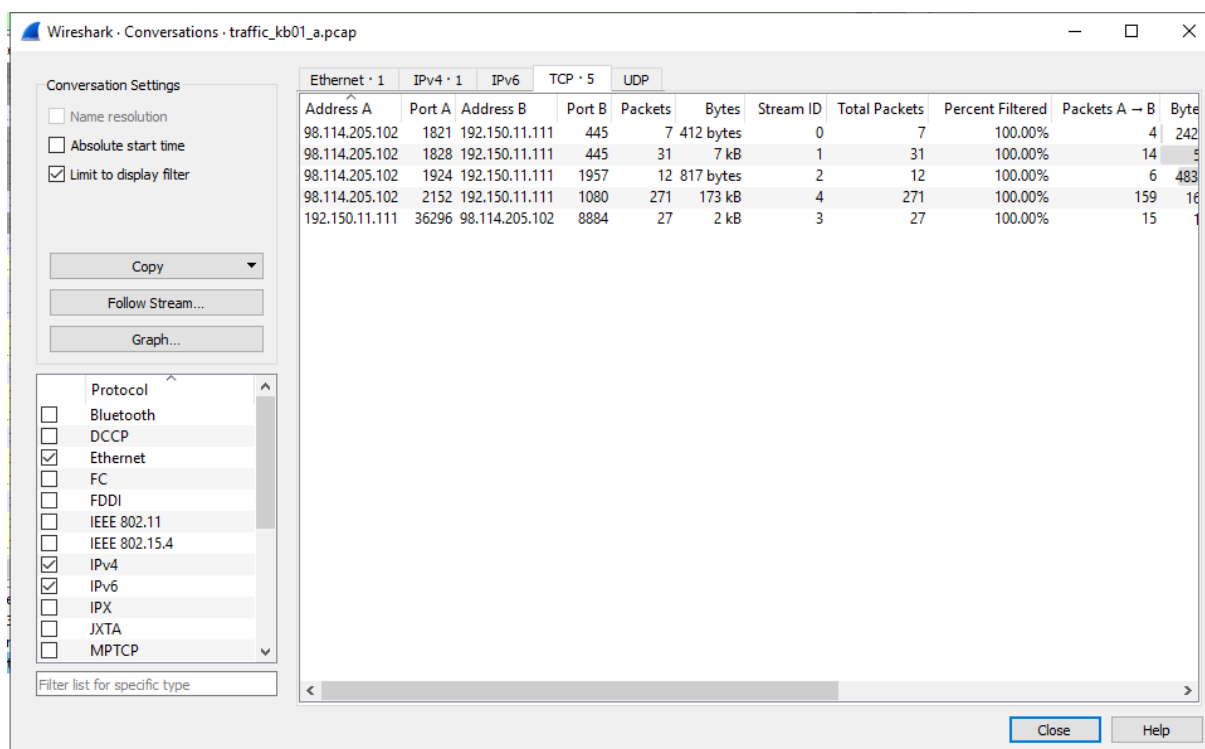 Wireshark · Conversations · traffic_kb01_a.pcap
Conversation Settings
Name resolution
Absolute start time
Limit to display filter
Copy
Follow Stream...
Graph...
Protocol
Bluetooth
DCCP
Ethernet
FC
FDDI
IEEE 802.11
IEEE 802.15.4
IPv4
IPv6
IPX
JXTA
MPTCP
Filter list for specific type
Ethernet · 1 IPv4 · 1 IPv6 TCP · 5 UDP
Address A Port A Address B Port B Packets Bytes Stream ID Total Packets Percent Filtered Packets A → B Byte
98.114.205.102 1821 192.150.11.111 445 7 412 bytes 0 7 100.00% 4 242
98.114.205.102 1828 192.150.11.111 445 31 7 kB 1 31 100.00% 14 5
98.114.205.102 1924 192.150.11.111 1957 12 817 bytes 2 12 100.00% 6 483
98.114.205.102 2152 192.150.11.111 1080 271 173 kB 4 271 100.00% 159 16
192.150.11.111 36296 98.114.205.102 8884 27 2 kB 3 27 100.00% 15 1
Close Help